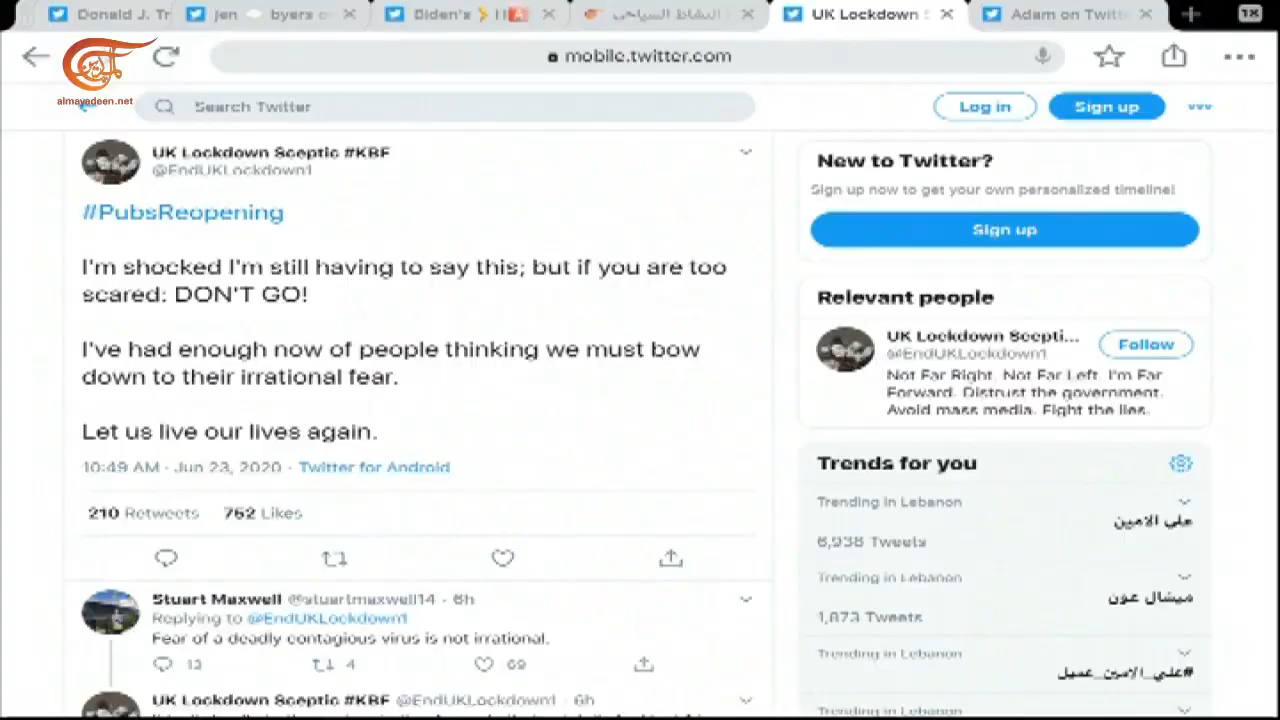 Donald J. Tr
jen byers
Biden's
النشاط السياحي
UK Lockdown S
Adam on Twitt
1X
almayadeen.net
mobile.twitter.com
Search Twitter
Log in
Sign up
UK Lockdown Sceptic #KBF
@EndUKLockdown1
#PubsReopening
I'm shocked I'm still having to say this; but if you are too
scared: DON'T GO!
I've had enough now of people thinking we must bow
down to their irrational fear.
Let us live our lives again.
10:49 AM · Jun 23, 2020 · Twitter for Android
210 Retweets 762 Likes
Stuart Maxwell @stuartmaxwell14 · 6h
Replying to @EndUKLockdown1
Fear of a deadly contagious virus is not irrational.
13 4 69
UK Lockdown Sceptic #KBF @EndUKLockdown1 · 6h
New to Twitter?
Sign up now to get your own personalized timeline!
Sign up
Relevant people
UK Lockdown Scepti...
@EndUKLockdown1
Follow
Not Far Right. Not Far Left. I'm Far
Forward. Distrust the government.
Avoid mass media. Fight the lies.
Trends for you
Trending in Lebanon
علي الامين
6,938 Tweets
Trending in Lebanon
ميشال عون
1,873 Tweets
Trending in Lebanon
#علي_الامين_عميل
Trending in Lebanon